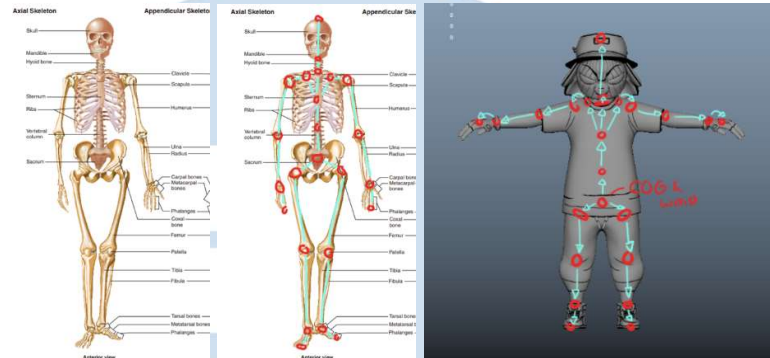 Axial Skeleton
Appendicular Skeleto
Skull
Mandible
Hyoid bone
Clavicle
Scapula
Sternum
Ribs
Humerus
Vertebral
column
Ulna
Radius
Sacrum
Carpal bones
Metacarpal
bones
Phalanges
Coxal
bone
Femur
Patella
Tibia
Fibula
Tarsal bones
Metatarsal bones
Phalanges
Anterior view
Axial Skeleton
Appendicular Skele
Skull
Mandible
Hyoid bone
Clavicle
Scapula
Sternum
Ribs
Humerus
Vertebral
column
Ulna
Radius
Sacrum
Carpal bones
Metacarpal
bones
Phalanges
Coxal
bone
Femur
Patella
Tibia
Fibula
Tarsal bone
Metatarsal bone
Phalanges
Anterior view
COG &